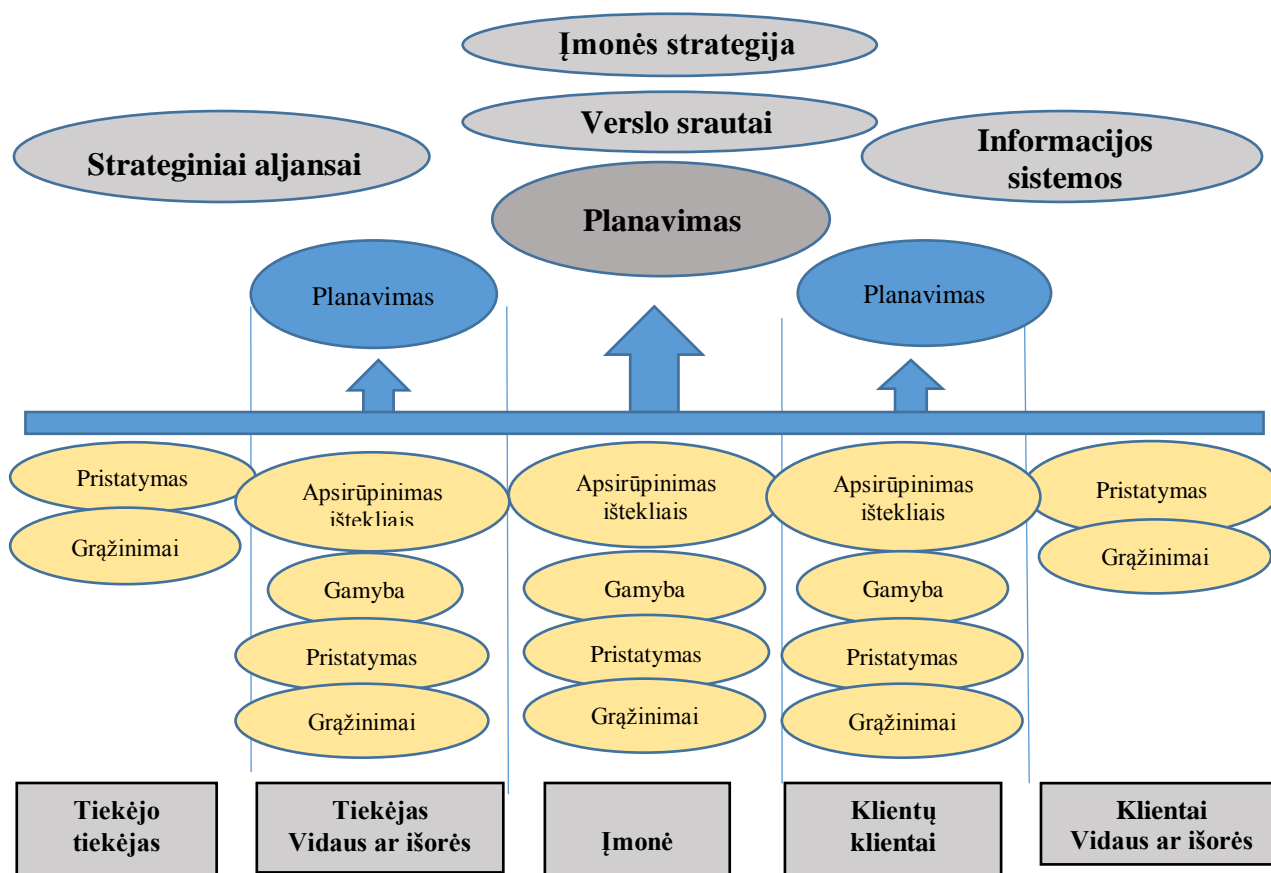 Įmonės strategija
Verslo srautai
Strateginiai aljansai
Informacijos
sistemos
Planavimas
Planavimas
Planavimas
Pristatymas
Grąžinimai
Apsirūpinimas
ištekliais
Gamyba
Pristatymas
Grąžinimai
Apsirūpinimas
ištekliais
Gamyba
Pristatymas
Grąžinimai
Apsirūpinimas
ištekliais
Gamyba
Pristatymas
Grąžinimai
Pristatymas
Grąžinimai
Tiekėjo
tiekėjas
Tiekėjas
Vidaus ar išorės
Įmonė
Klientų
klientai
Klientai
Vidaus ar išorės